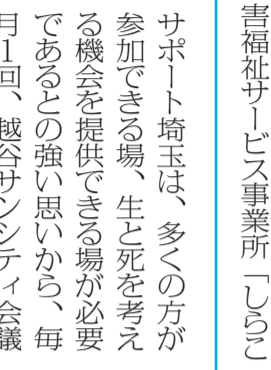 害福祉サービス事業所「しらこ
サポート埼玉は、多くの方が
参加できる場、生と死を考え
る機会を提供できる場が必要
であるとの強い思いから、毎
月1回、越谷サンシティ会議